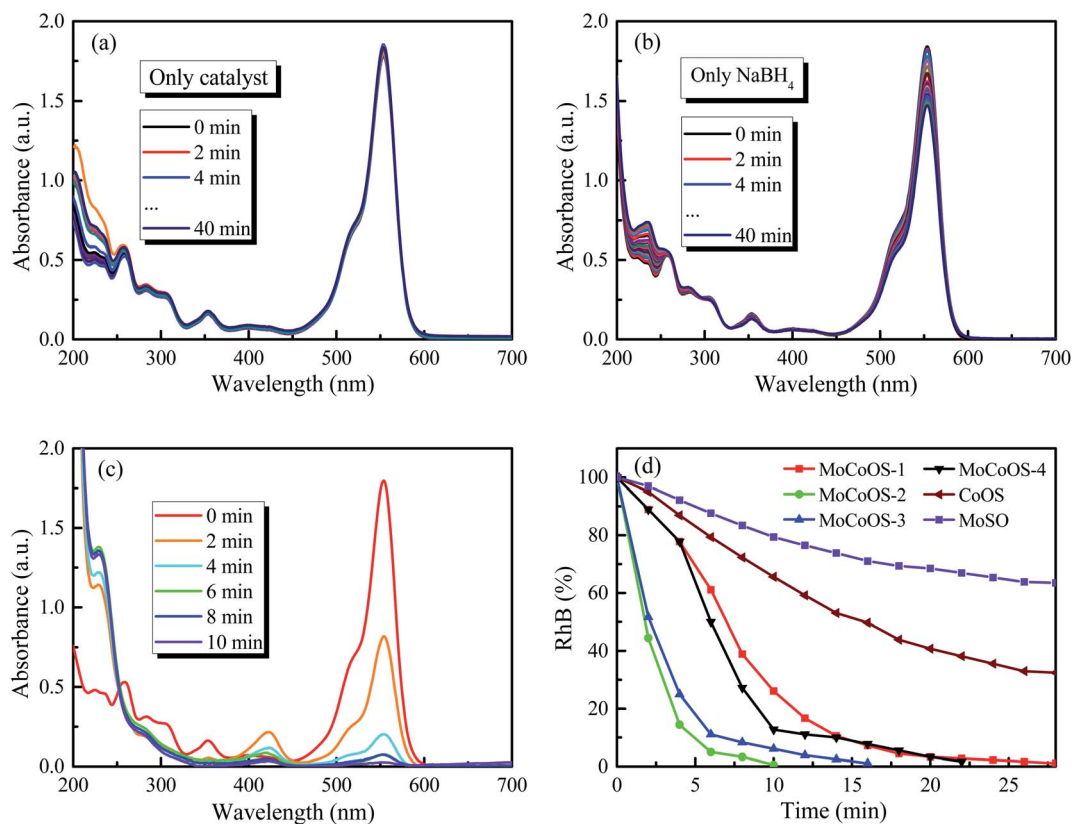 (a)
Only catalyst
0 min
2 min
4 min
...
40 min
Absorbance (a.u.)
2.0
1.5
1.0
0.5
0.0
200 300 400 500 600 700
Wavelength (nm)
(b)
Only NaBH4
0 min
2 min
4 min
...
40 min
Absorbance (a.u.)
2.0
1.5
1.0
0.5
0.0
200 300 400 500 600 700
Wavelength (nm)
(c)
0 min
2 min
4 min
6 min
8 min
10 min
Absorbance (a.u.)
2.0
1.5
1.0
0.5
0.0
200 300 400 500 600 700
Wavelength (nm)
(d)
MoCoOS-1 MoCoOS-4
MoCoOS-2 CoOS
MoCoOS-3 MoSO
RhB (%)
100
80
60
40
20
0
0 5 10 15 20 25
Time (min)